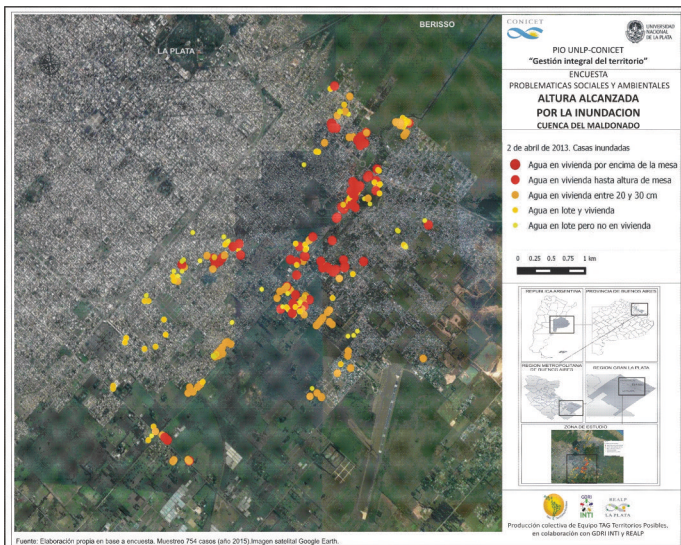 BERISSO
LA PLATA
CONICET
UNIVERSIDAD
NACIONAL
DE LA PLATA
PIO UNLP-CONICET
"Gestión integral del territorio"
ENCUESTA
PROBLEMATICAS SOCIALES Y AMBIENTALES
ALTURA ALCANZADA
POR LA INUNDACION
CUENCA DEL MALDONADO
2 de abril de 2013. Casas inundadas
Agua en vivienda por encima de la mesa
Agua en vivienda hasta altura de mesa
Agua en vivienda entre 20 y 30 cm
Agua en lote y vivienda
Agua en lote pero no en vivienda
0 0.25 0.5 0.75 1 km
REPUBLICA ARGENTINA
PROVINCIA DE BUENOS AIRES
REGION METROPOLITANA
DE BUENOS AIRES
REGION GRAN LA PLATA
ZONA DE ESTUDIO
GDRI
INTI
REALP
LA PLATA
Producción colectiva de Equipo TAG Territorios Posibles,
en colaboración con GDRI INTI y REALP
Fuente: Elaboración propia en base a encuesta. Muestreo 754 casos (año 2015).Imagen satelital Google Earth.